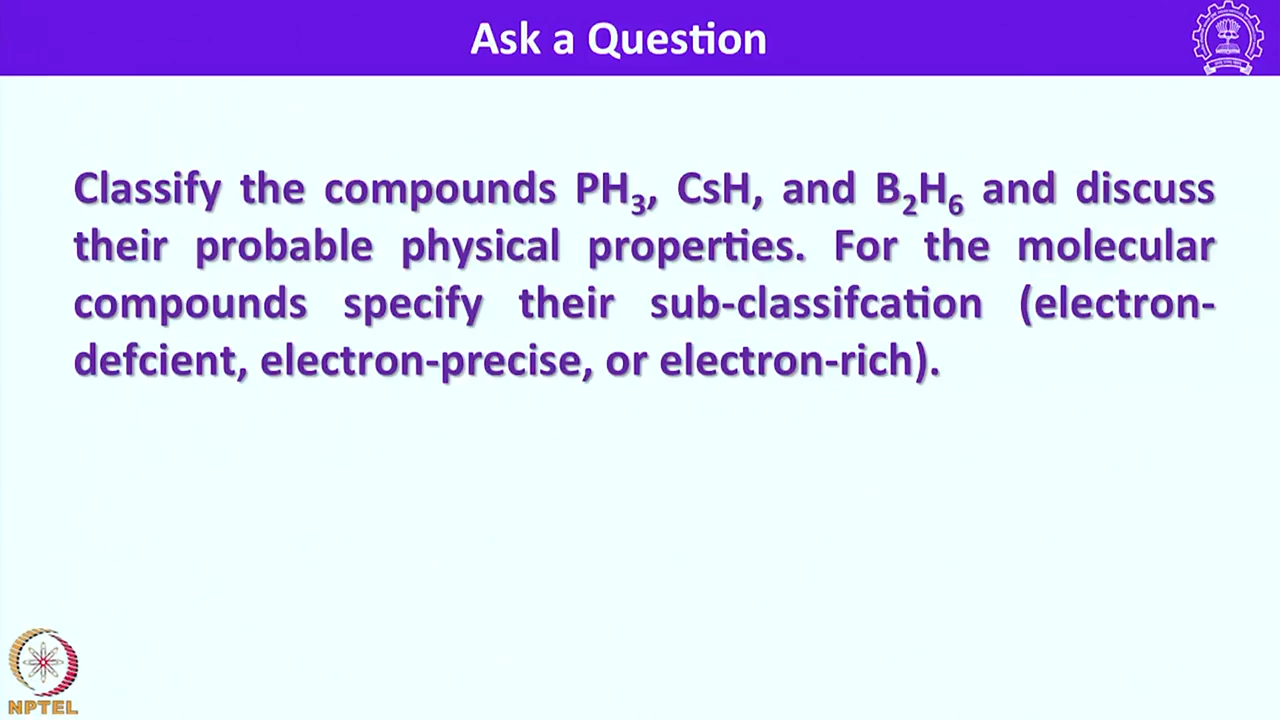 Ask a Question
Classify the compounds PH₃, CsH, and B₂H₆ and discuss
their probable physical properties. For the molecular
compounds specify their sub-classifcation (electron-
defcient, electron-precise, or electron-rich).
NPTEL